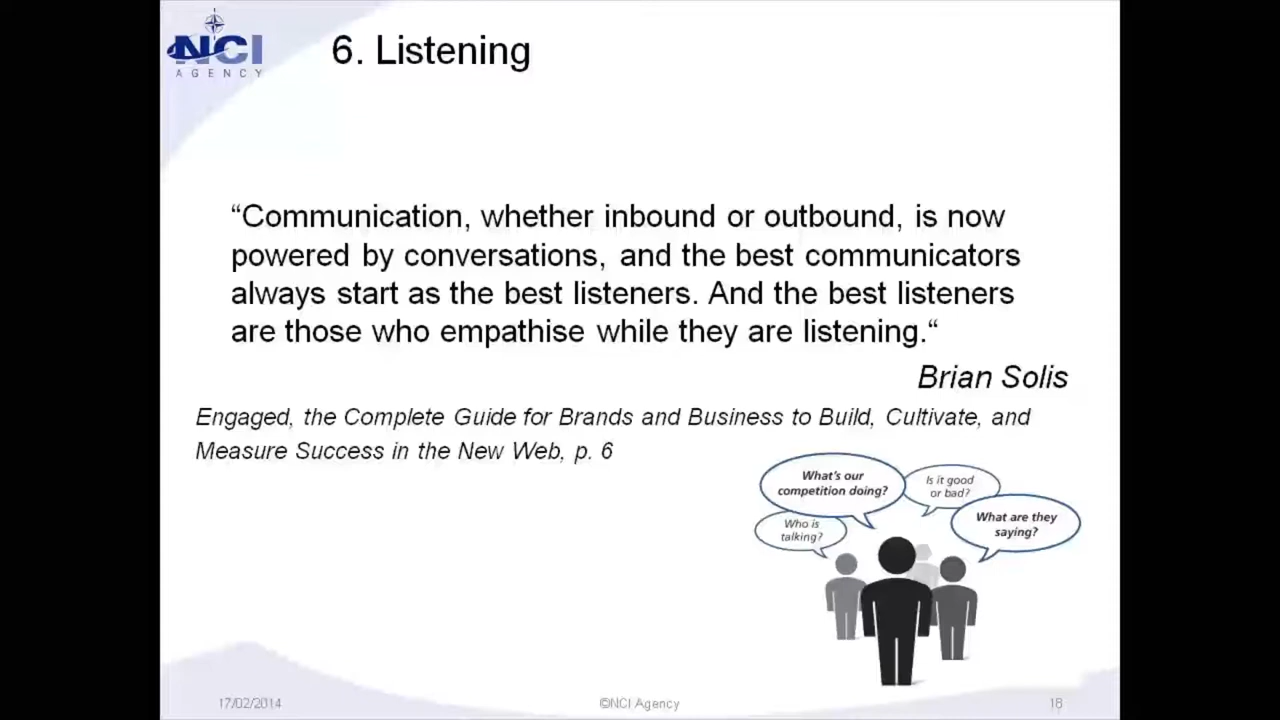 NCI
AGENCY
6. Listening
“Communication, whether inbound or outbound, is now
powered by conversations, and the best communicators
always start as the best listeners. And the best listeners
are those who empathise while they are listening.“
Brian Solis
Engaged, the Complete Guide for Brands and Business to Build, Cultivate, and
Measure Success in the New Web, p. 6
What's our
competition doing?
Is it good
or bad?
Who is
talking?
What are they
saying?
17/02/2014
©NCI Agency
18